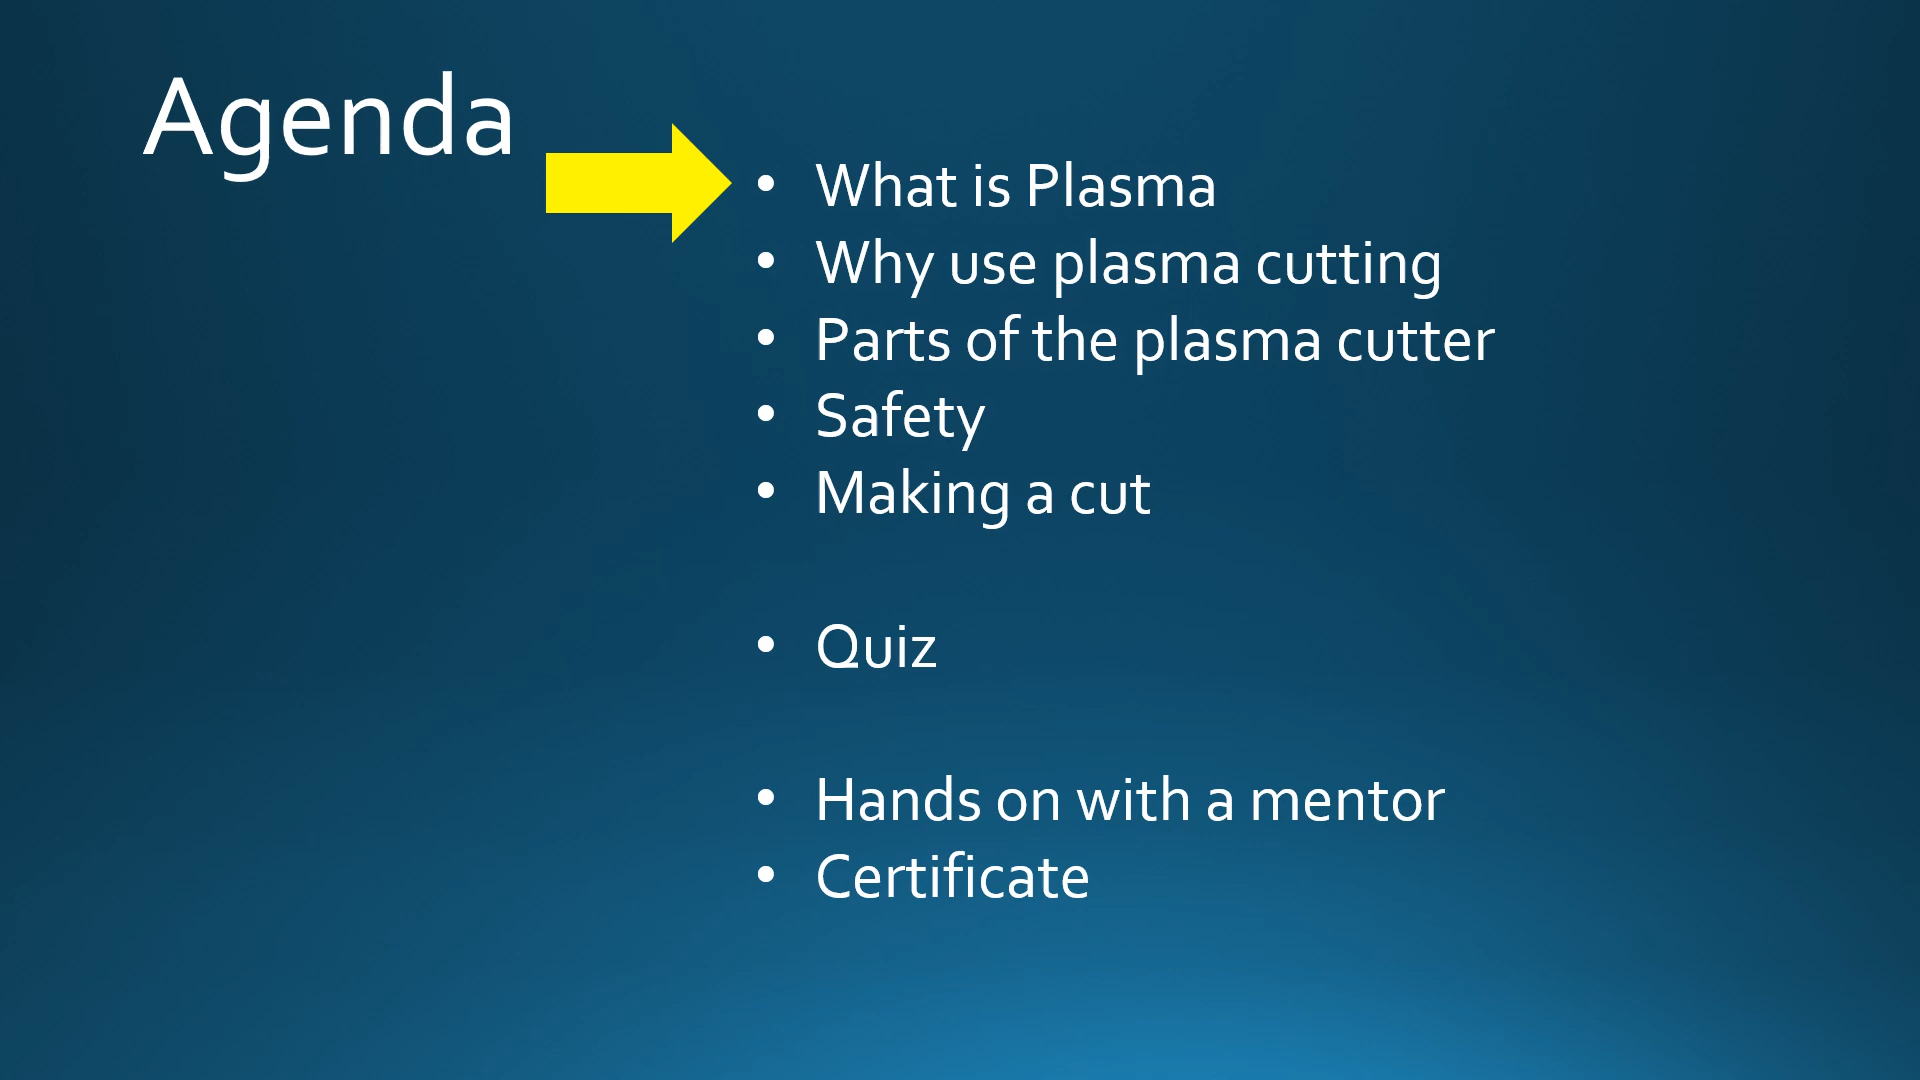 Agenda
• What is Plasma
• Why use plasma cutting
• Parts of the plasma cutter
• Safety
• Making a cut
• Quiz
• Hands on with a mentor
• Certificate